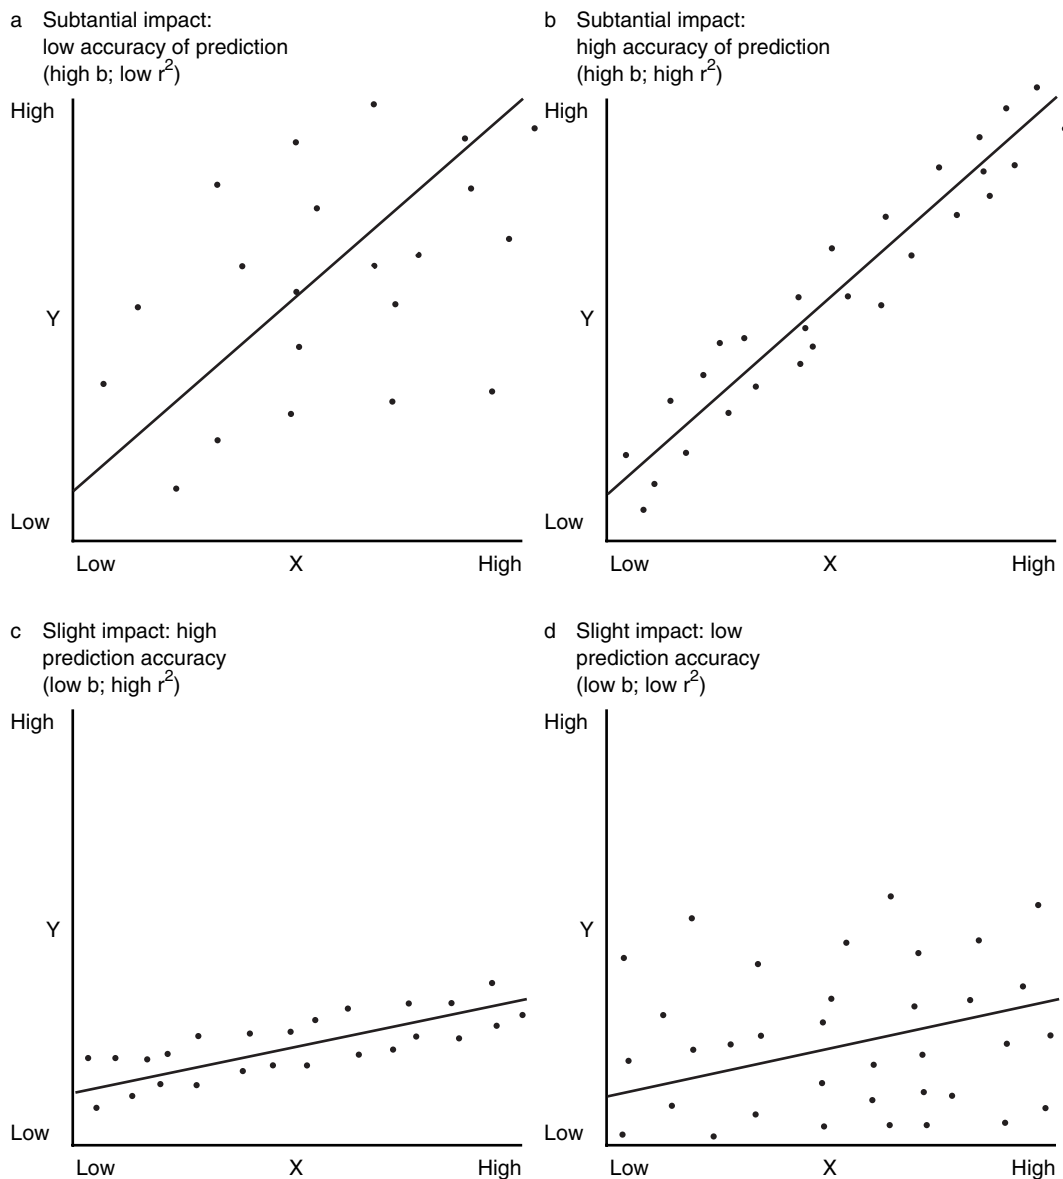 a Subtantial impact:
low accuracy of prediction
(high b; low r²)
High
Y
Low
Low X High
b Subtantial impact:
high accuracy of prediction
(high b; high r²)
High
Y
Low
Low X High
c Slight impact: high
prediction accuracy
(low b; high r²)
High
Y
Low
Low X High
d Slight impact: low
prediction accuracy
(low b; low r²)
High
Y
Low
Low X High